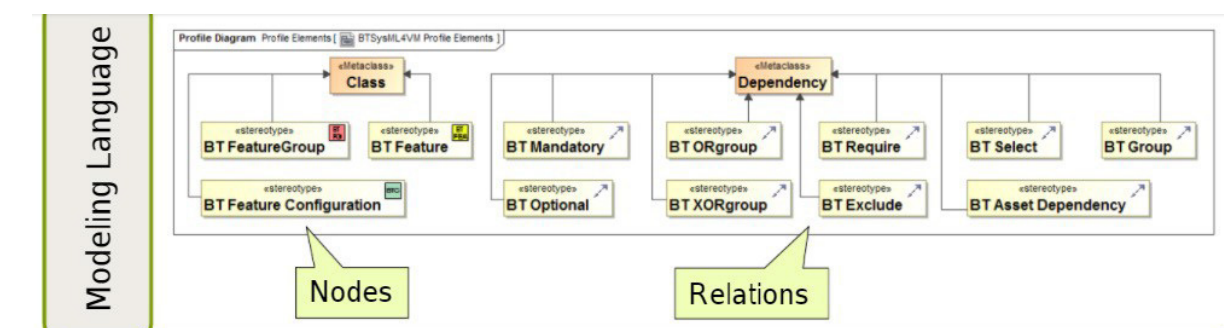 Modeling Language
Profile Diagram Profile Elements [ BTSysML4VM Profile Elements ]
«Metaclass»
Class
«Metaclass»
Dependency
«stereotype»
BT FeatureGroup
«stereotype»
BT Feature
«stereotype»
BT Mandatory
«stereotype»
BT ORgroup
«stereotype»
BT Require
«stereotype»
BT Select
«stereotype»
BT Group
«stereotype»
BT Feature Configuration
«stereotype»
BT Optional
«stereotype»
BT XORgroup
«stereotype»
BT Exclude
«stereotype»
BT Asset Dependency
Nodes
Relations